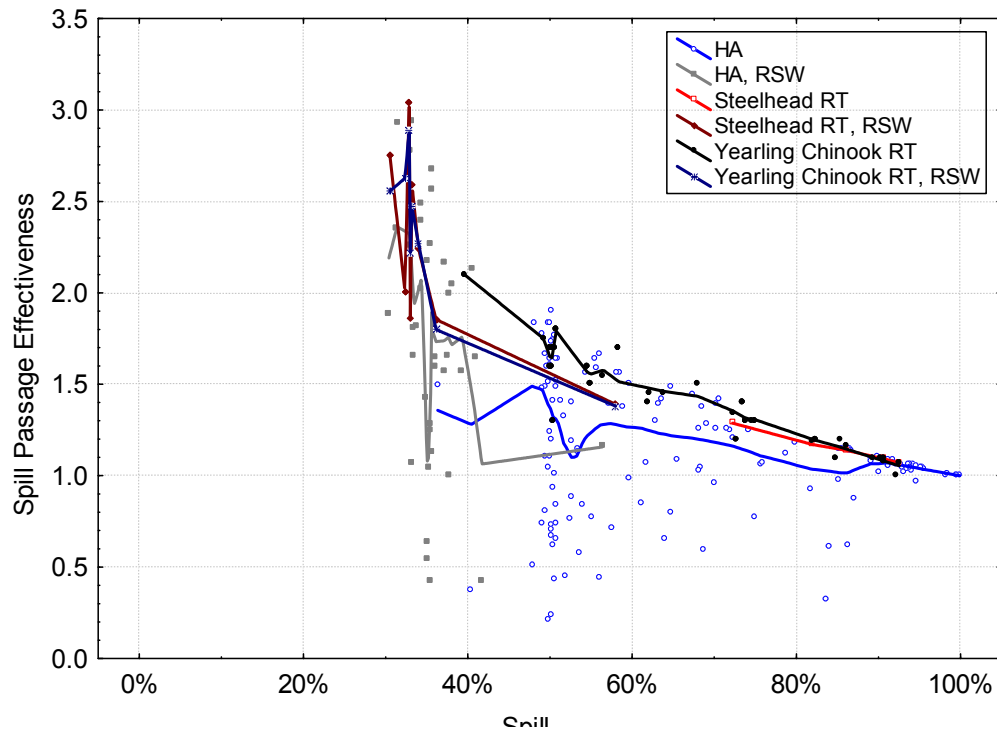 3.5
3.0
2.5
2.0
1.5
1.0
0.5
0.0
Spill Passage Effectiveness
HA
HA, RSW
Steelhead RT
Steelhead RT, RSW
Yearling Chinook RT
Yearling Chinook RT, RSW
0%
20%
40%
60%
80%
100%
Spill